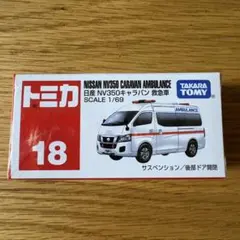 トミカ
18
NISSAN NV350 CARAVAN AMBULANCE
日産 NV350キャラバン 救急車
SCALE 1/69
TAKARA
TOMY
AMBULANCE
サスペンション／後部ドア開閉